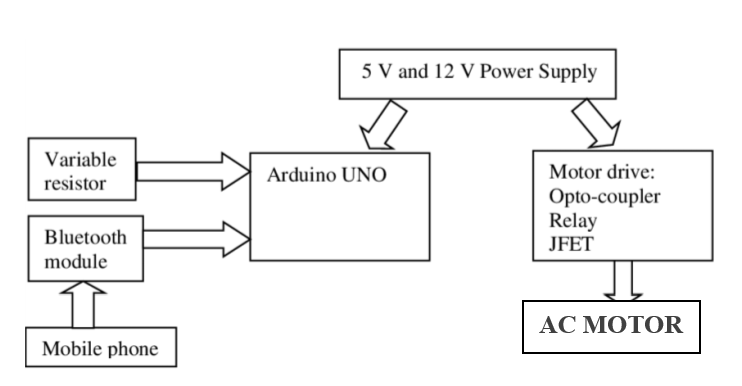 5 V and 12 V Power Supply
Variable
resistor
Arduino UNO
Motor drive:
Opto-coupler
Relay
JFET
Bluetooth
module
AC MOTOR
Mobile phone